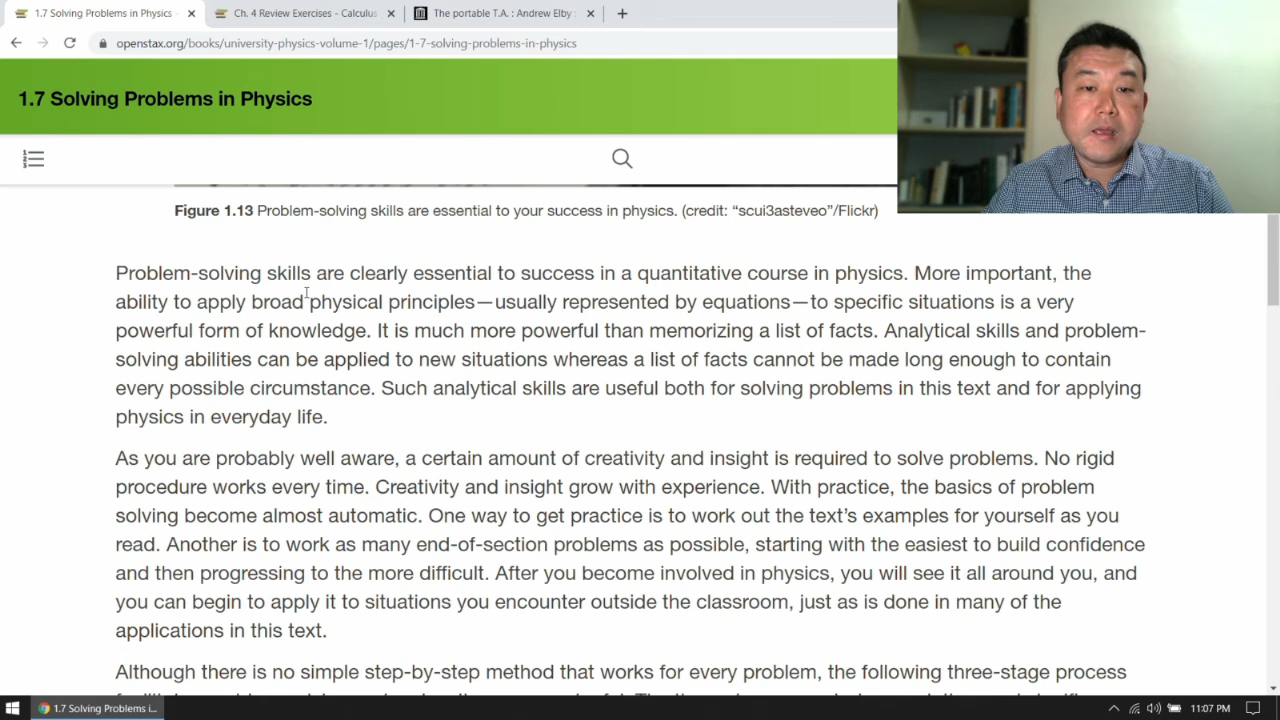 1.7 Solving Problems in Physics -
Ch. 4 Review Exercises - Calculus
The portable T.A. : Andrew Elby :
openstax.org/books/university-physics-volume-1/pages/1-7-solving-problems-in-physics
1.7 Solving Problems in Physics
Figure 1.13 Problem-solving skills are essential to your success in physics. (credit: “scui3asteveo”/Flickr)
Problem-solving skills are clearly essential to success in a quantitative course in physics. More important, the
ability to apply broad physical principles—usually represented by equations—to specific situations is a very
powerful form of knowledge. It is much more powerful than memorizing a list of facts. Analytical skills and problem-
solving abilities can be applied to new situations whereas a list of facts cannot be made long enough to contain
every possible circumstance. Such analytical skills are useful both for solving problems in this text and for applying
physics in everyday life.
As you are probably well aware, a certain amount of creativity and insight is required to solve problems. No rigid
procedure works every time. Creativity and insight grow with experience. With practice, the basics of problem
solving become almost automatic. One way to get practice is to work out the text’s examples for yourself as you
read. Another is to work as many end-of-section problems as possible, starting with the easiest to build confidence
and then progressing to the more difficult. After you become involved in physics, you will see it all around you, and
you can begin to apply it to situations you encounter outside the classroom, just as is done in many of the
applications in this text.
Although there is no simple step-by-step method that works for every problem, the following three-stage process
1.7 Solving Problems i...
11:07 PM